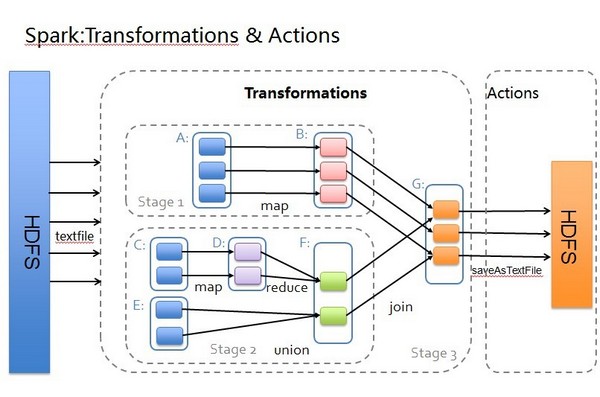 Spark:Transformations & Actions
Transformations
Actions
HDFS
textfile
A:
B:
Stage 1
map
G:
HDFS
saveAsTextFile
C:
D:
F:
map
reduce
E:
join
Stage 2
union
Stage 3